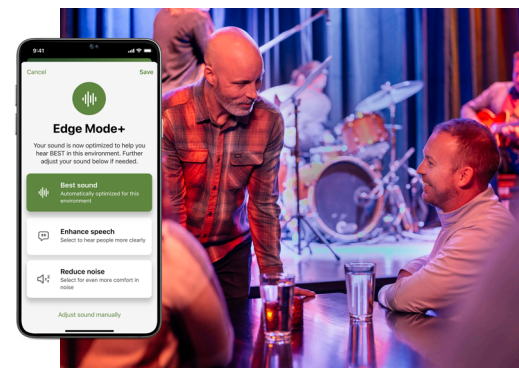 9:41
Cancel
Save
Edge Mode+
Your sound is now optimized to help you
hear BEST in this environment. Further
adjust your sound below if needed.
Best sound
Automatically optimized for this
environment
Enhance speech
Select to hear people more clearly
Reduce noise
Select for even more comfort in
noise
Adjust sound manually